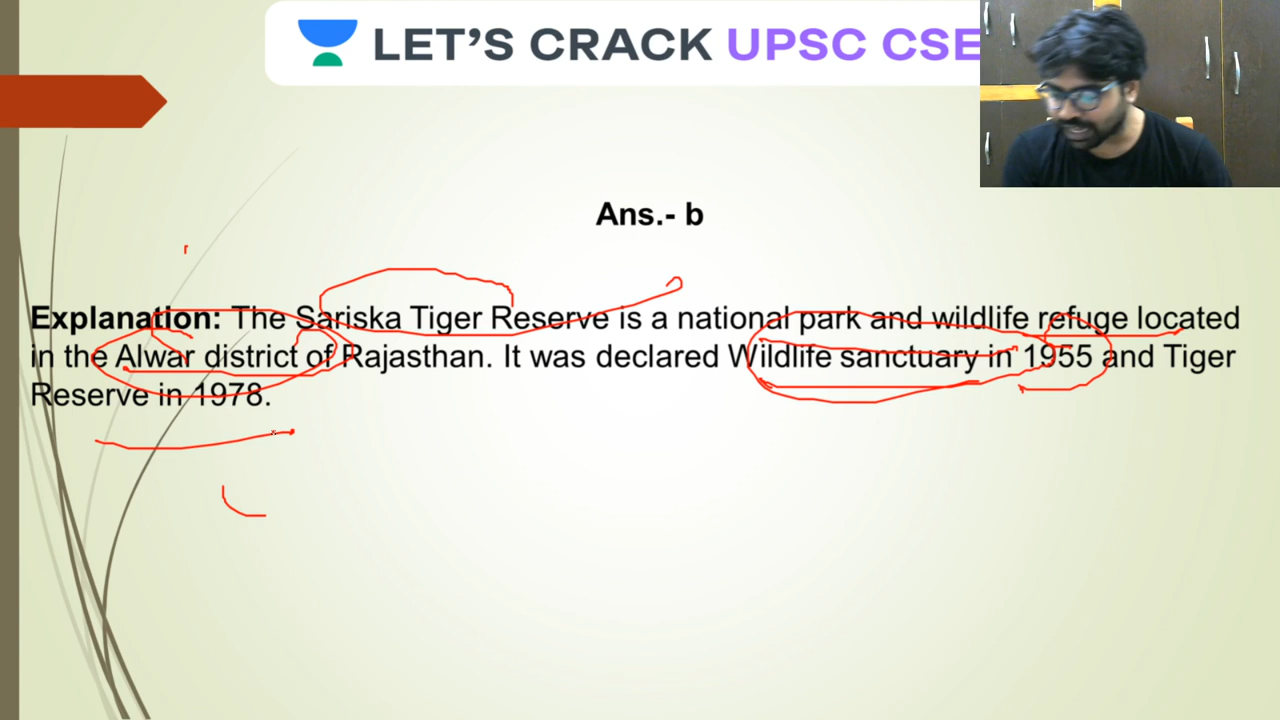 LET'S CRACK UPSC CSE
Ans.- b
Explanation: The Sariska Tiger Reserve is a national park and wildlife refuge located
in the Alwar district of Rajasthan. It was declared Wildlife sanctuary in 1955 and Tiger
Reserve in 1978.